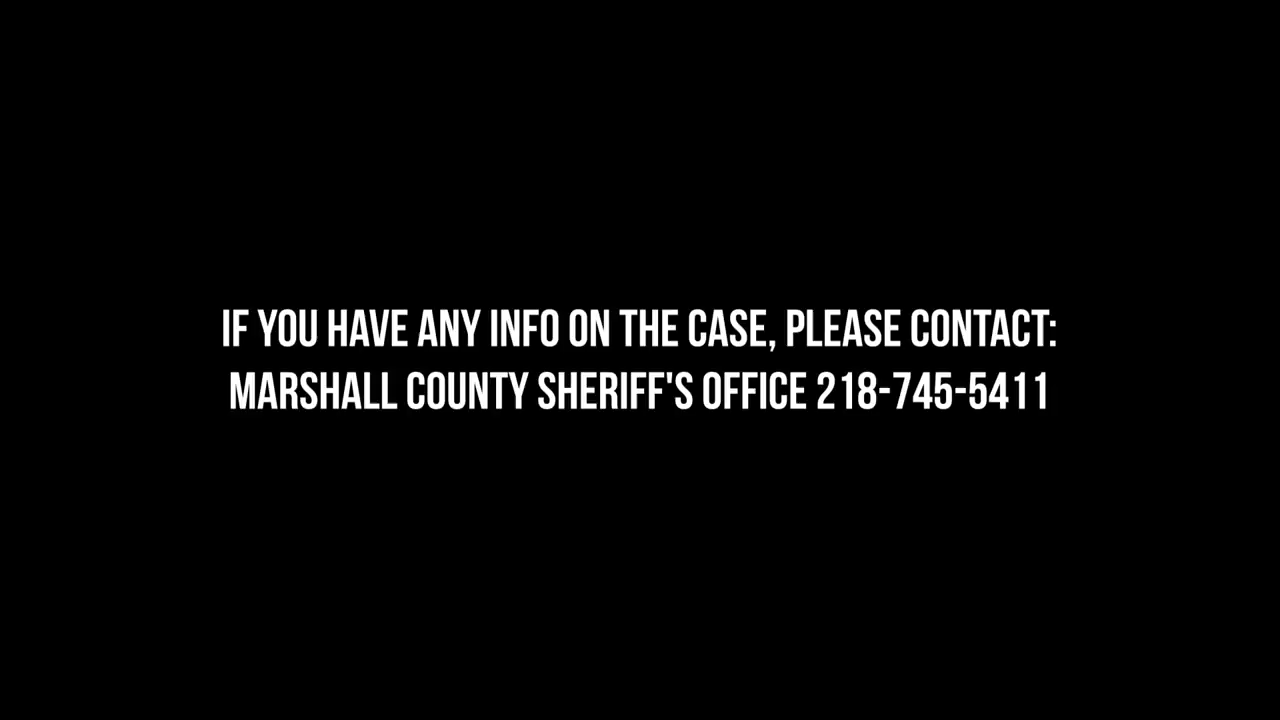 IF YOU HAVE ANY INFO ON THE CASE, PLEASE CONTACT:
MARSHALL COUNTY SHERIFF'S OFFICE 218-745-5411